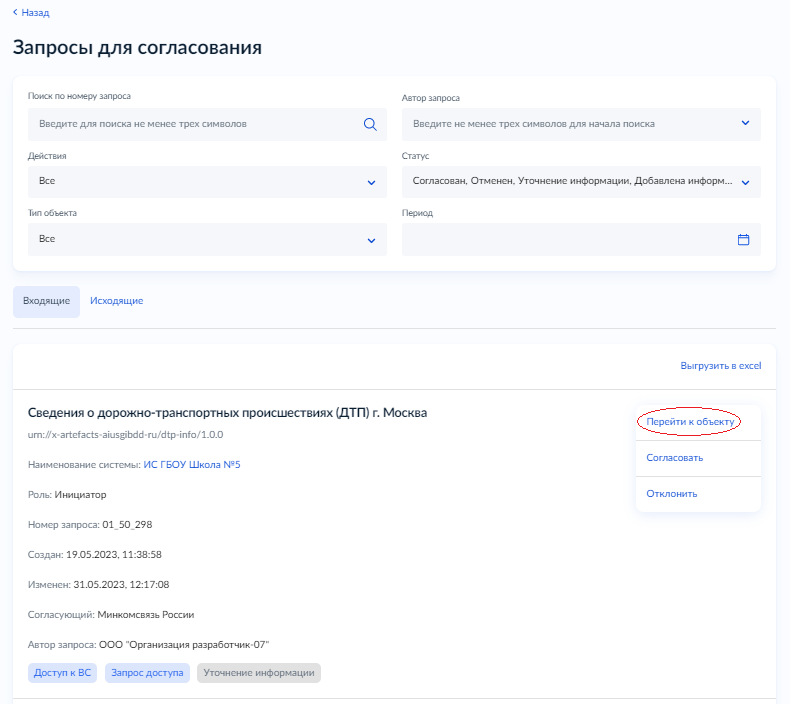 Назад
Запросы для согласования
Поиск по номеру запроса
Автор запроса
Введите для поиска не менее трех символов
Введите не менее трех символов для начала поиска
Действия
Статус
Все
Согласован, Отменен, Уточнение информации, Добавлена информ...
Тип объекта
Период
Все
Входящие
Исходящие
Выгрузить в excel
Сведения о дорожно-транспортных происшествиях (ДТП) г. Москва
Перейти к объекту
urn://x-artefacts-aiusgibdd-ru/dtp-info/1.0.0
Согласовать
Наименование системы: ИС ГБОУ Школа №5
Отклонить
Роль: Инициатор
Номер запроса: 01_50_298
Создан: 19.05.2023, 11:38:58
Изменен: 31.05.2023, 12:17:08
Согласующий: Минкомсвязь России
Автор запроса: ООО "Организация разработчик-07"
Доступ к ВС
Запрос доступа
Уточнение информации